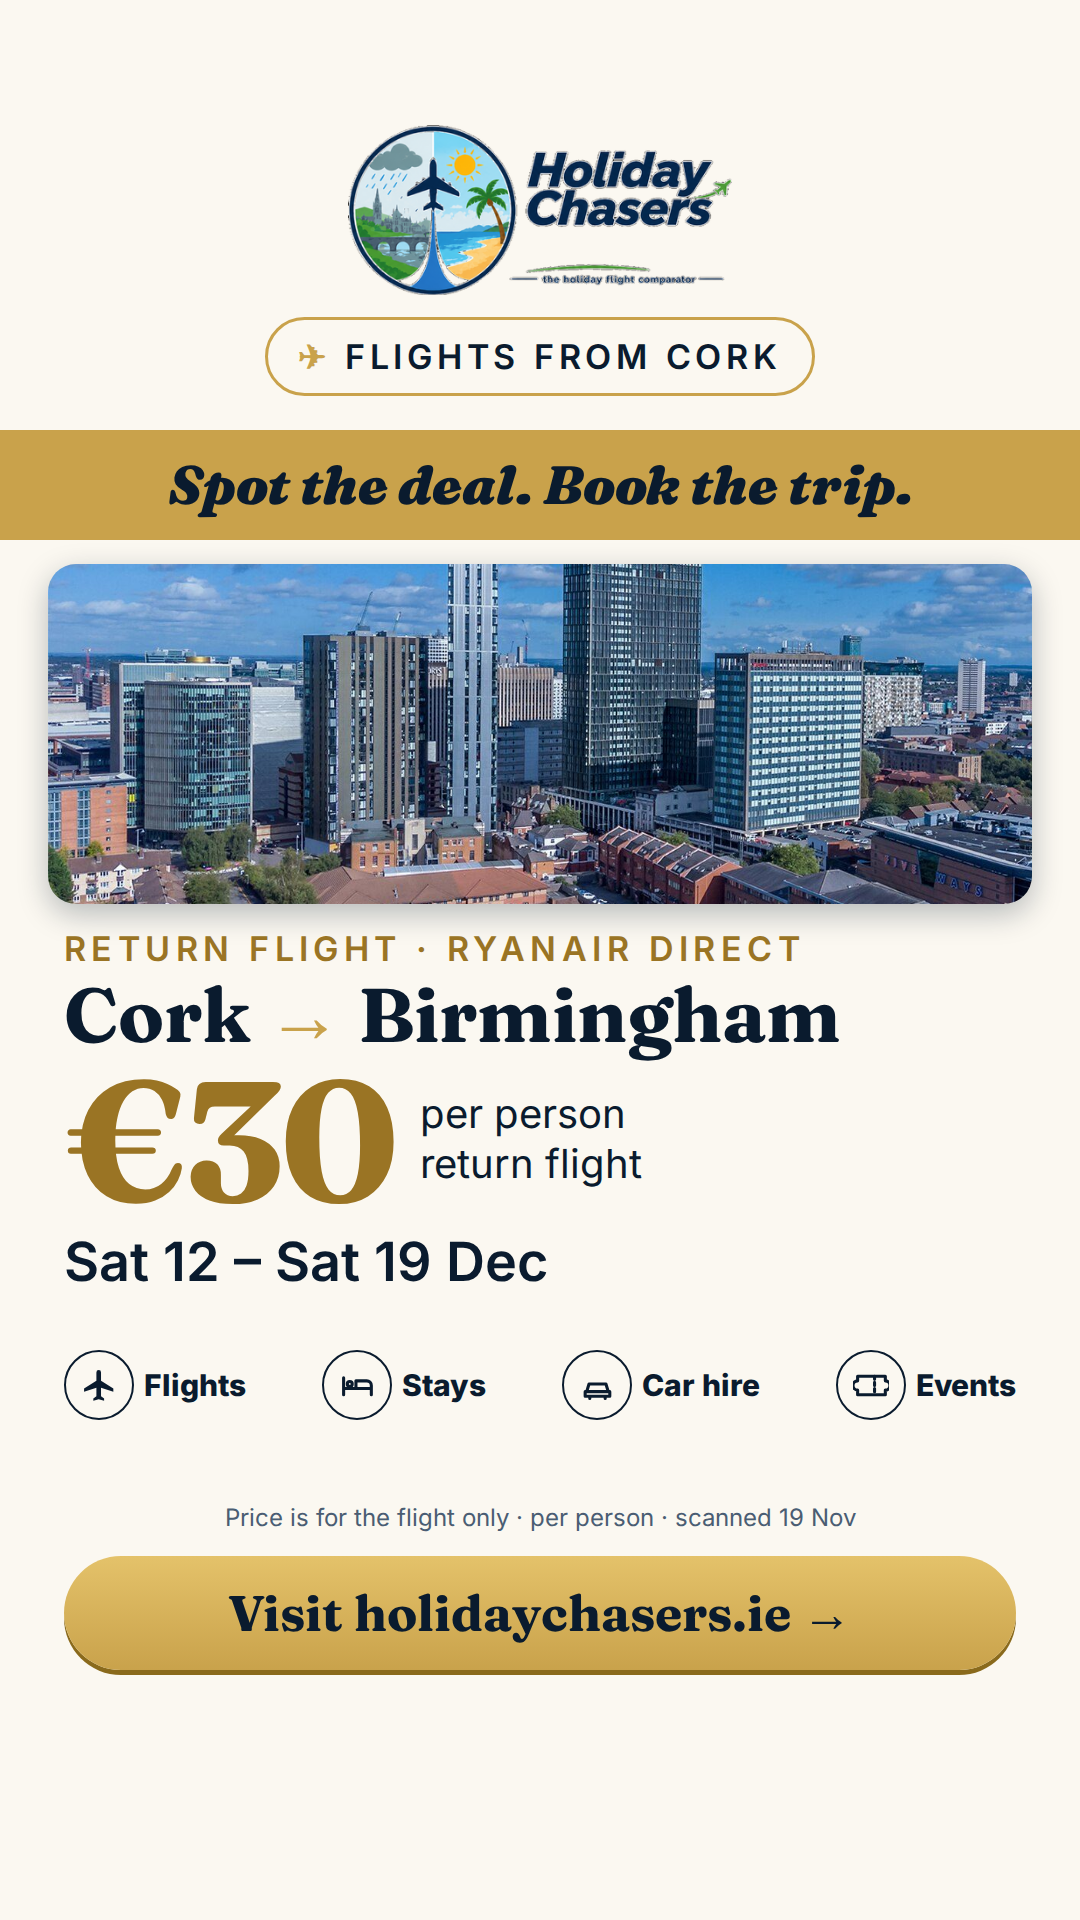 Holiday
Chasers
the holiday flight comparator
✈ FLIGHTS FROM CORK
Spot the deal. Book the trip.
RETURN FLIGHT · RYANAIR DIRECT
Cork → Birmingham
€30
per person
return flight
Sat 12 – Sat 19 Dec
Flights
Stays
Car hire
Events
Price is for the flight only · per person · scanned 19 Nov
Visit holidaychasers.ie →